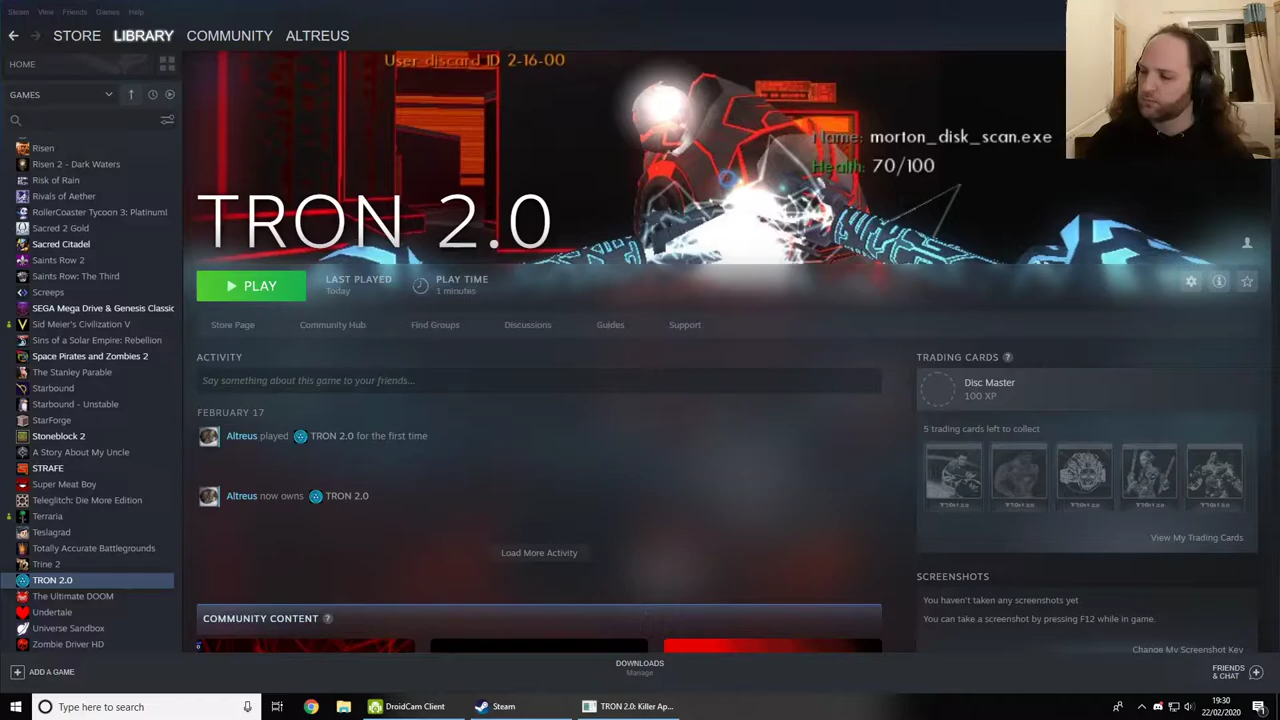 Steam View Friends Games Help
STORE LIBRARY COMMUNITY ALTREUS
HOME
GAMES
Risen
Risen 2 - Dark Waters
Risk of Rain
Rivals of Aether
RollerCoaster Tycoon 3: Platinum!
Sacred 2 Gold
Sacred Citadel
Saints Row 2
Saints Row: The Third
Screeps
SEGA Mega Drive & Genesis Classic
Sid Meier's Civilization V
Sins of a Solar Empire: Rebellion
Space Pirates and Zombies 2
The Stanley Parable
Starbound
Starbound - Unstable
StarForge
Stoneblock 2
A Story About My Uncle
STRAFE
Super Meat Boy
Teleglitch: Die More Edition
Terraria
Teslagrad
Totally Accurate Battlegrounds
Trine 2
TRON 2.0
The Ultimate DOOM
Undertale
Universe Sandbox
Zombie Driver HD
User discard ID 2-16-00
Name: morton_disk_scan.exe
Health: 70/100
TRON 2.0
PLAY
LAST PLAYED
Today
PLAY TIME
1 minutes
Store Page Community Hub Find Groups Discussions Guides Support
ACTIVITY
Say something about this game to your friends...
FEBRUARY 17
Altreus played TRON 2.0 for the first time
Altreus now owns TRON 2.0
Load More Activity
COMMUNITY CONTENT ?
TRADING CARDS ?
Disc Master
100 XP
5 trading cards left to collect
View My Trading Cards
SCREENSHOTS
You haven't taken any screenshots yet
You can take a screenshot by pressing F12 while in game.
Change My Screenshot Key
ADD A GAME
DOWNLOADS
Manage
FRIENDS
& CHAT
Type here to search
DroidCam Client
Steam
TRON 2.0: Killer Ap...
19:30
22/02/2020